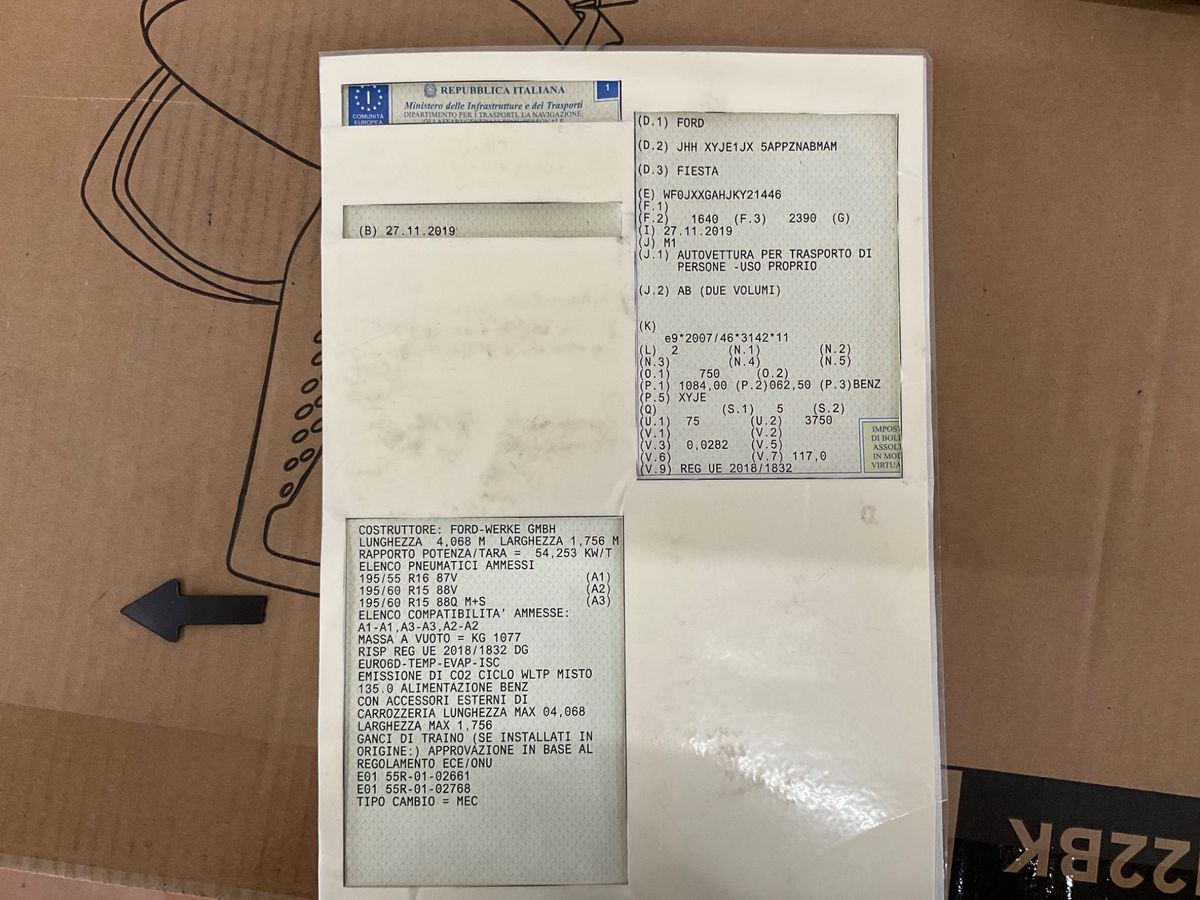 REPUBBLICA ITALIANA
1
I
Ministero delle Infrastrutture e dei Trasporti
COMUNITÀ
EUROPEA
DIPARTIMENTO PER I TRASPORTI, LA NAVIGAZIONE,
(B) 27.11.2019
(D.1) FORD
(D.2) JHH XYJE1JX 5APPZNABMAM
(D.3) FIESTA
(E) WF0JXXGAHJKY21446
(F.1)
(F.2) 1640 (F.3) 2390 (G)
(I) 27.11.2019
(J) M1
(J.1) AUTOVETTURA PER TRASPORTO DI
PERSONE -USO PROPRIO
(J.2) AB (DUE VOLUMI)
(K)
e9*2007/46*3142*11
(L) 2 (N.1) (N.2)
(N.3) (N.4) (N.5)
(O.1) 750 (O.2)
(P.1) 1084,00 (P.2)062,50 (P.3)BENZ
(P.5) XYJE
(Q) (S.1) 5 (S.2)
(U.1) 75 (U.2) 3750
(V.1) (V.2)
(V.3) 0,0282 (V.5)
(V.6) (V.7) 117,0
(V.9) REG UE 2018/1832
IMPOS
DI BOLL
ASSOL
IN MOD
VIRTUA
COSTRUTTORE: FORD-WERKE GMBH
LUNGHEZZA 4,068 M LARGHEZZA 1,756 M
RAPPORTO POTENZA/TARA = 54,253 KW/T
ELENCO PNEUMATICI AMMESSI
195/55 R16 87V (A1)
195/60 R15 88V (A2)
195/60 R15 88Q M+S (A3)
ELENCO COMPATIBILITA' AMMESSE:
A1-A1,A3-A3,A2-A2
MASSA A VUOTO = KG 1077
RISP REG UE 2018/1832 DG
EURO6D-TEMP-EVAP-ISC
EMISSIONE DI CO2 CICLO WLTP MISTO
135.0 ALIMENTAZIONE BENZ
CON ACCESSORI ESTERNI DI
CARROZZERIA LUNGHEZZA MAX 04,068
LARGHEZZA MAX 1,756
GANCI DI TRAINO (SE INSTALLATI IN
ORIGINE:) APPROVAZIONE IN BASE AL
REGOLAMENTO ECE/ONU
E01 55R-01-02661
E01 55R-01-02768
TIPO CAMBIO = MEC
22BK